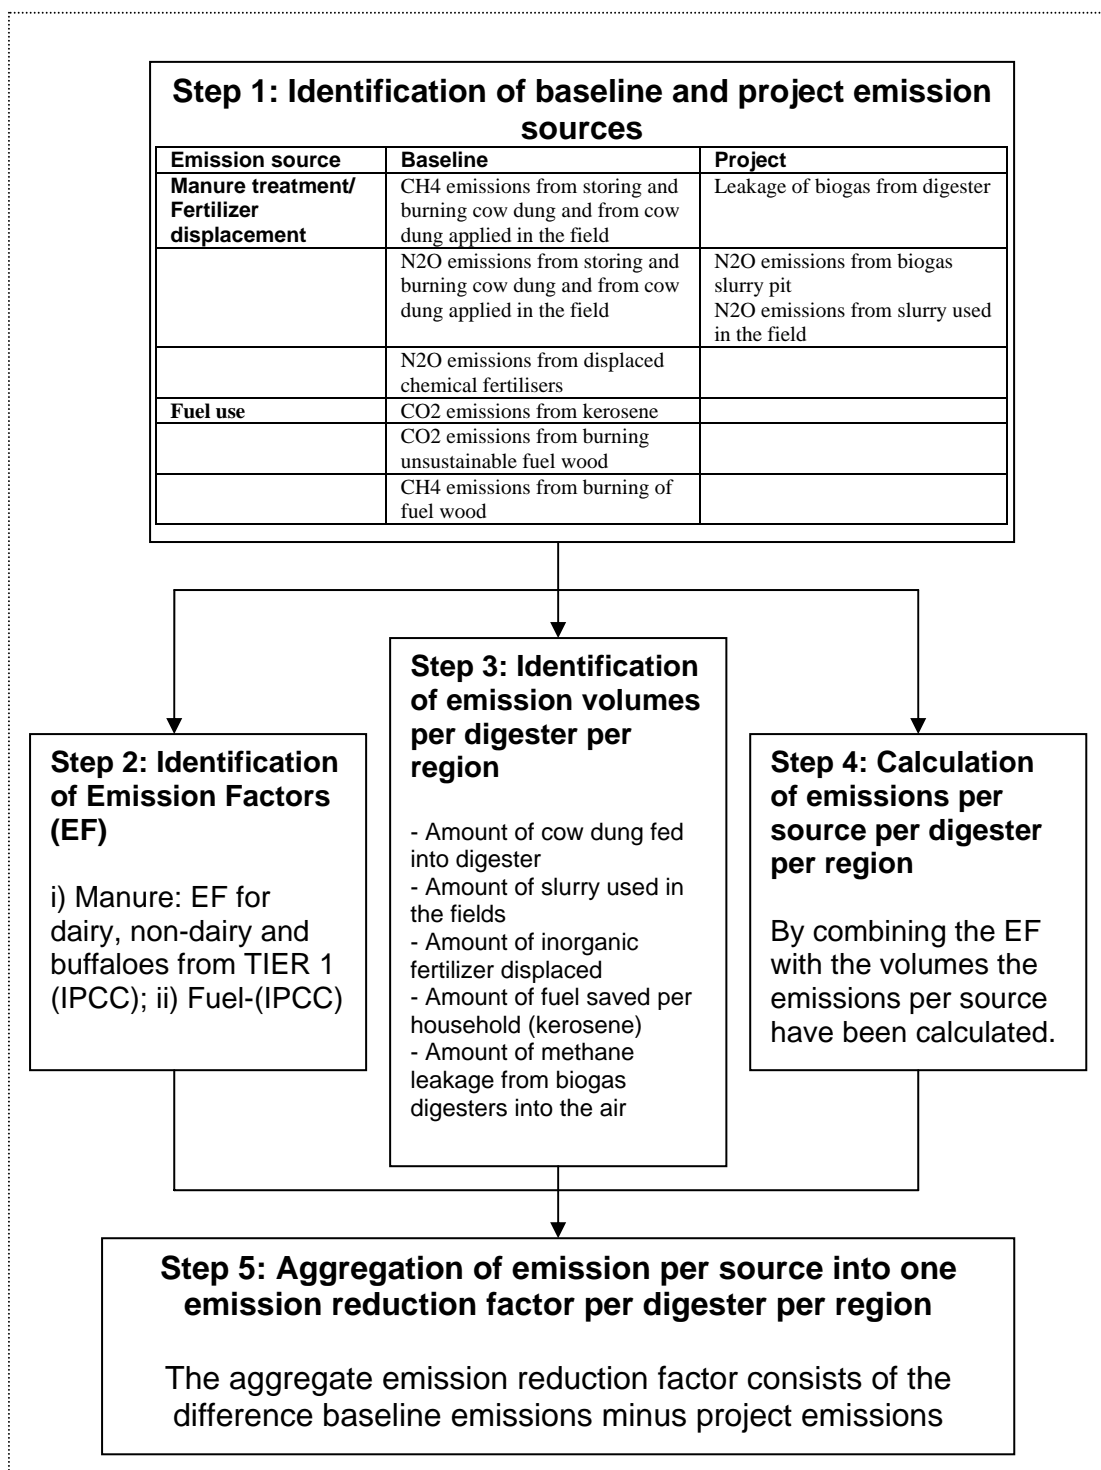 Step 1: Identification of baseline and project emission
sources
Emission source Baseline Project
Manure treatment/
Fertilizer
displacement
CH4 emissions from storing and
burning cow dung and from cow
dung applied in the field
Leakage of biogas from digester
N2O emissions from storing and
burning cow dung and from cow
dung applied in the field
N2O emissions from biogas
slurry pit
N2O emissions from slurry used
in the field
N2O emissions from displaced
chemical fertilisers
Fuel use
CO2 emissions from kerosene
CO2 emissions from burning
unsustainable fuel wood
CH4 emissions from burning of
fuel wood
Step 2: Identification
of Emission Factors
(EF)
i) Manure: EF for
dairy, non-dairy and
buffaloes from TIER 1
(IPCC); ii) Fuel-(IPCC)
Step 3: Identification
of emission volumes
per digester per
region
- Amount of cow dung fed
into digester
- Amount of slurry used in
the fields
- Amount of inorganic
fertilizer displaced
- Amount of fuel saved per
household (kerosene)
- Amount of methane
leakage from biogas
digesters into the air
Step 4: Calculation
of emissions per
source per digester
per region
By combining the EF
with the volumes the
emissions per source
have been calculated.
Step 5: Aggregation of emission per source into one
emission reduction factor per digester per region
The aggregate emission reduction factor consists of the
difference baseline emissions minus project emissions